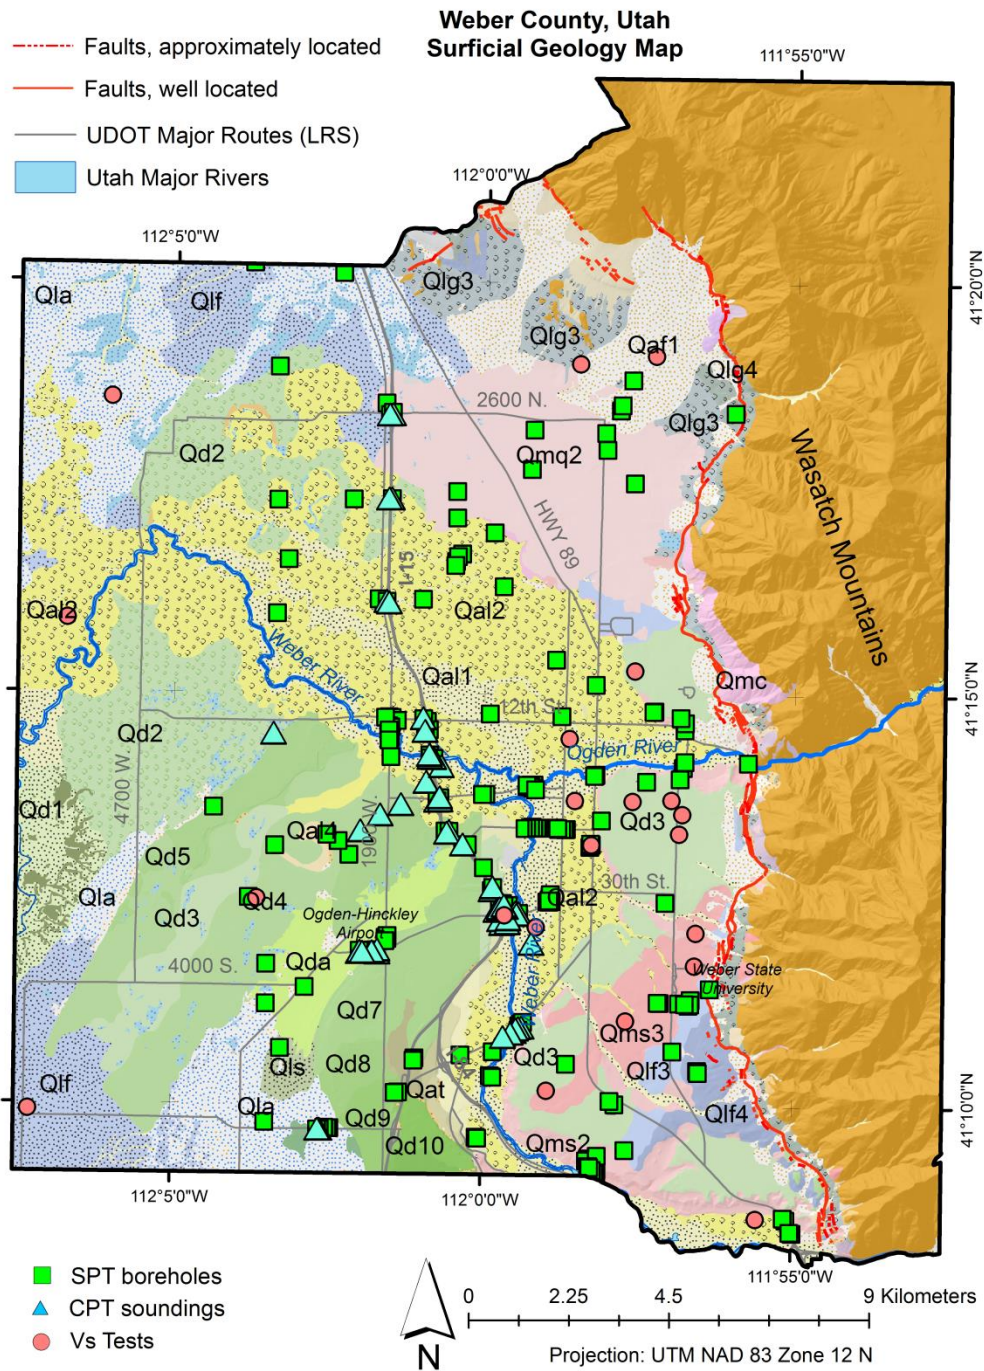 Weber County, Utah
Surficial Geology Map
Faults, approximately located
Faults, well located
UDOT Major Routes (LRS)
Utah Major Rivers
111°55'0"W
112°0'0"W
112°5'0"W
41°20'0"N
Qla
Qlf
Qlg3
Qlg3
Qaf1
Qlg4
Qlg3
2600 N.
Qd2
Qmq2
HWY 89
I-15
Wasatch Mountains
Qal2
Qal2
Weber River
Qal1
Qmc
12th St.
41°15'0"N
Qd2
Ogden River
4700 W
Qd1
1900 W
Qal4
Qd3
Qd5
30th St.
Qla
Qd3
Qd4
Qal2
Ogden-Hinckley
Airport
Weber River
4000 S.
Qda
Weber State
University
Qd7
Qms3
Qd3
Qls
Qd8
Qlf3
Qlf
Qat
Qla
Qd9
Qlf4
41°10'0"N
Qd10
Qms2
112°5'0"W
112°0'0"W
111°55'0"W
SPT boreholes
CPT soundings
Vs Tests
N
0 2.25 4.5 9 Kilometers
Projection: UTM NAD 83 Zone 12 N